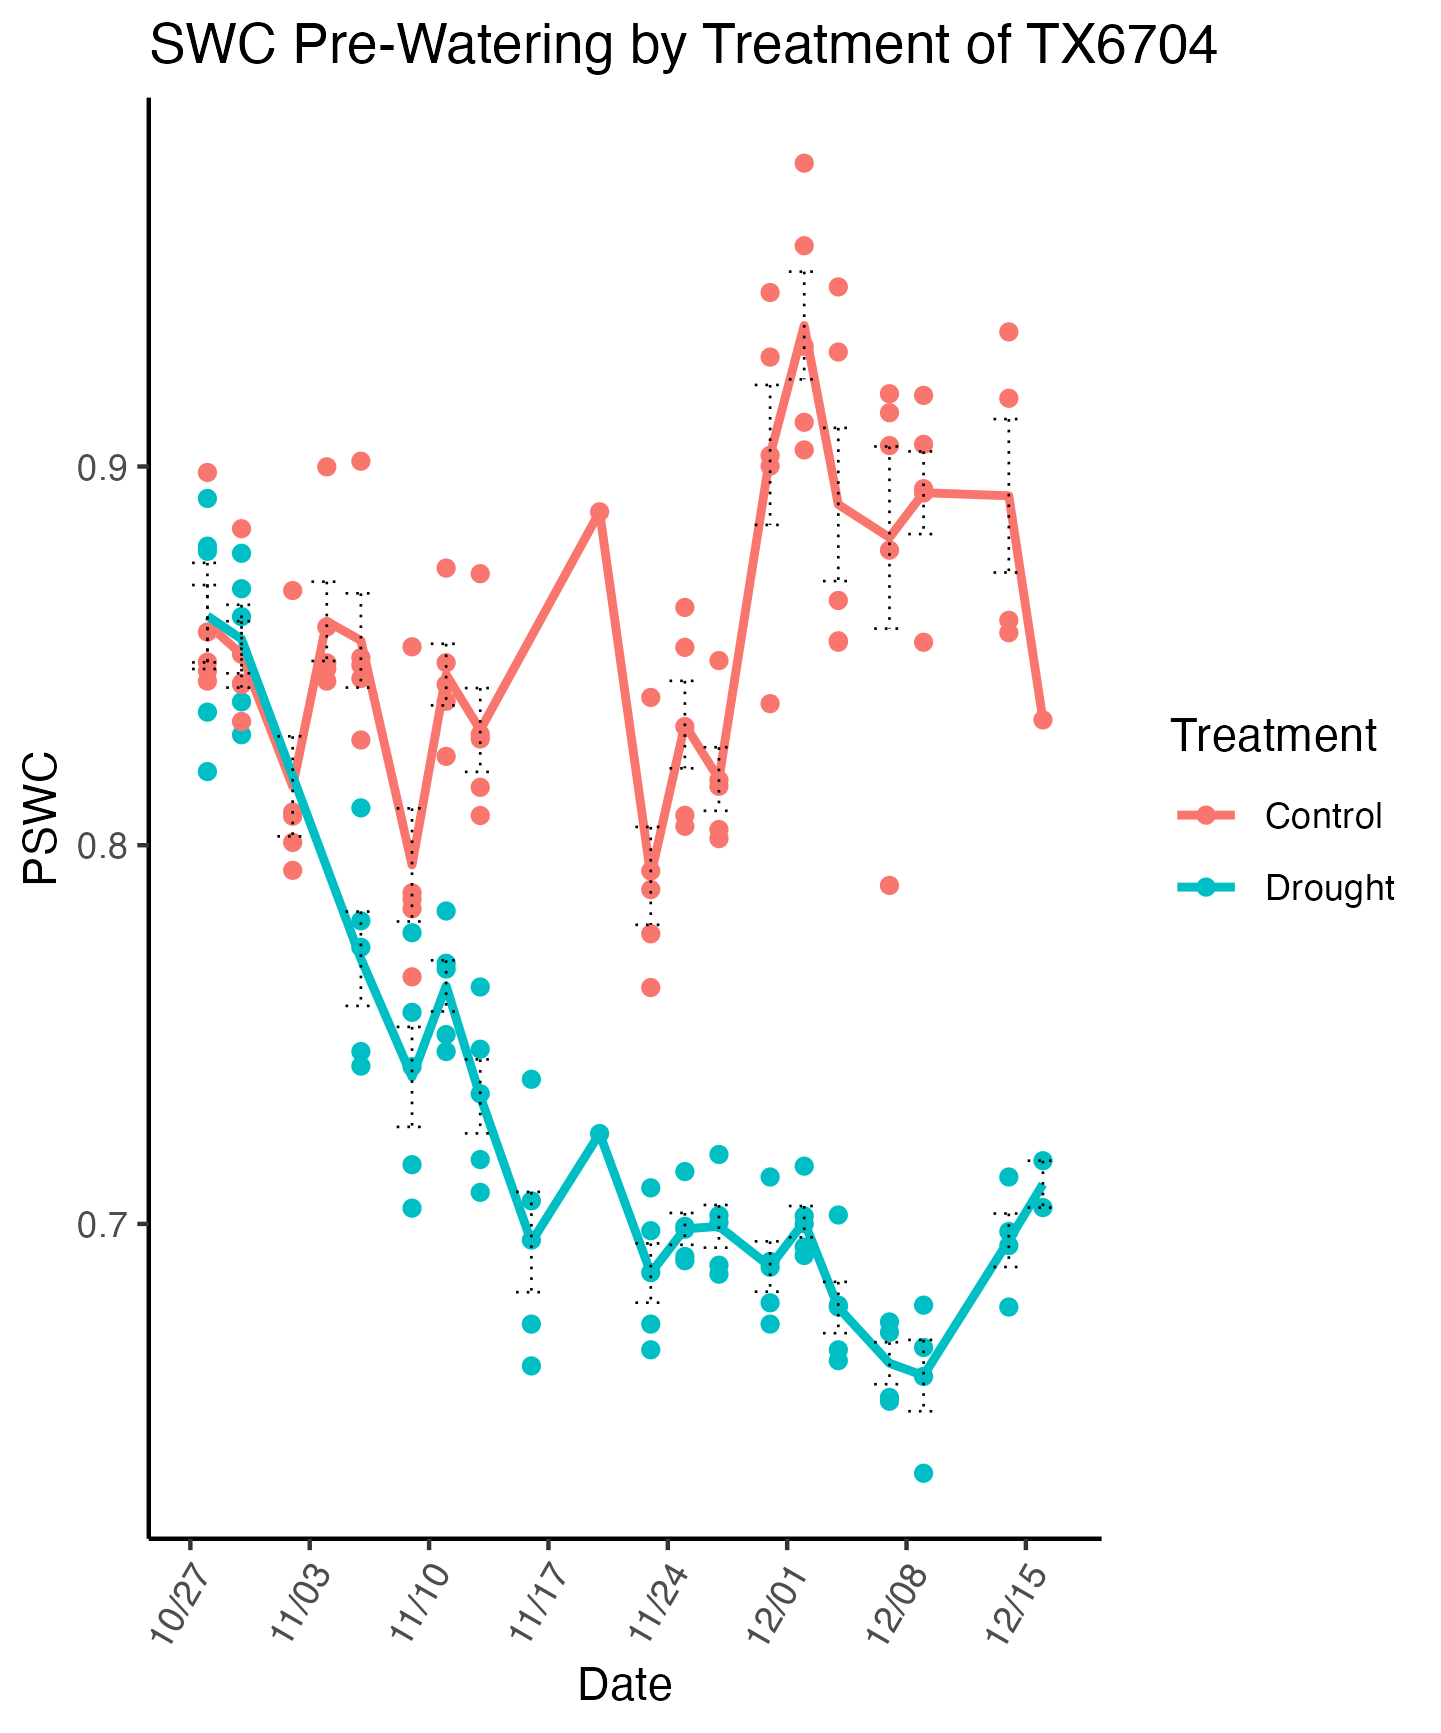 SWC Pre-Watering by Treatment of TX6704
PSWC
0.9
0.8
0.7
10/27
11/03
11/10
11/17
11/24
12/01
12/08
12/15
Date
Treatment
Control
Drought